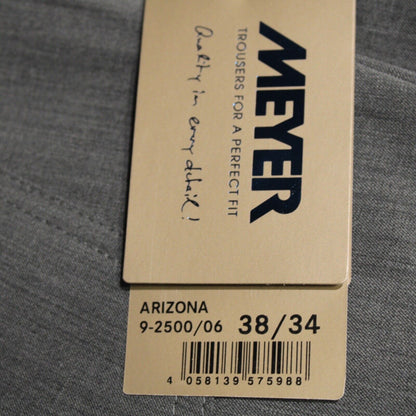 MEYER
TROUSERS FOR A PERFECT FIT
Quality in every detail!
ARIZONA
9-2500/06 38/34
4 058139 575988